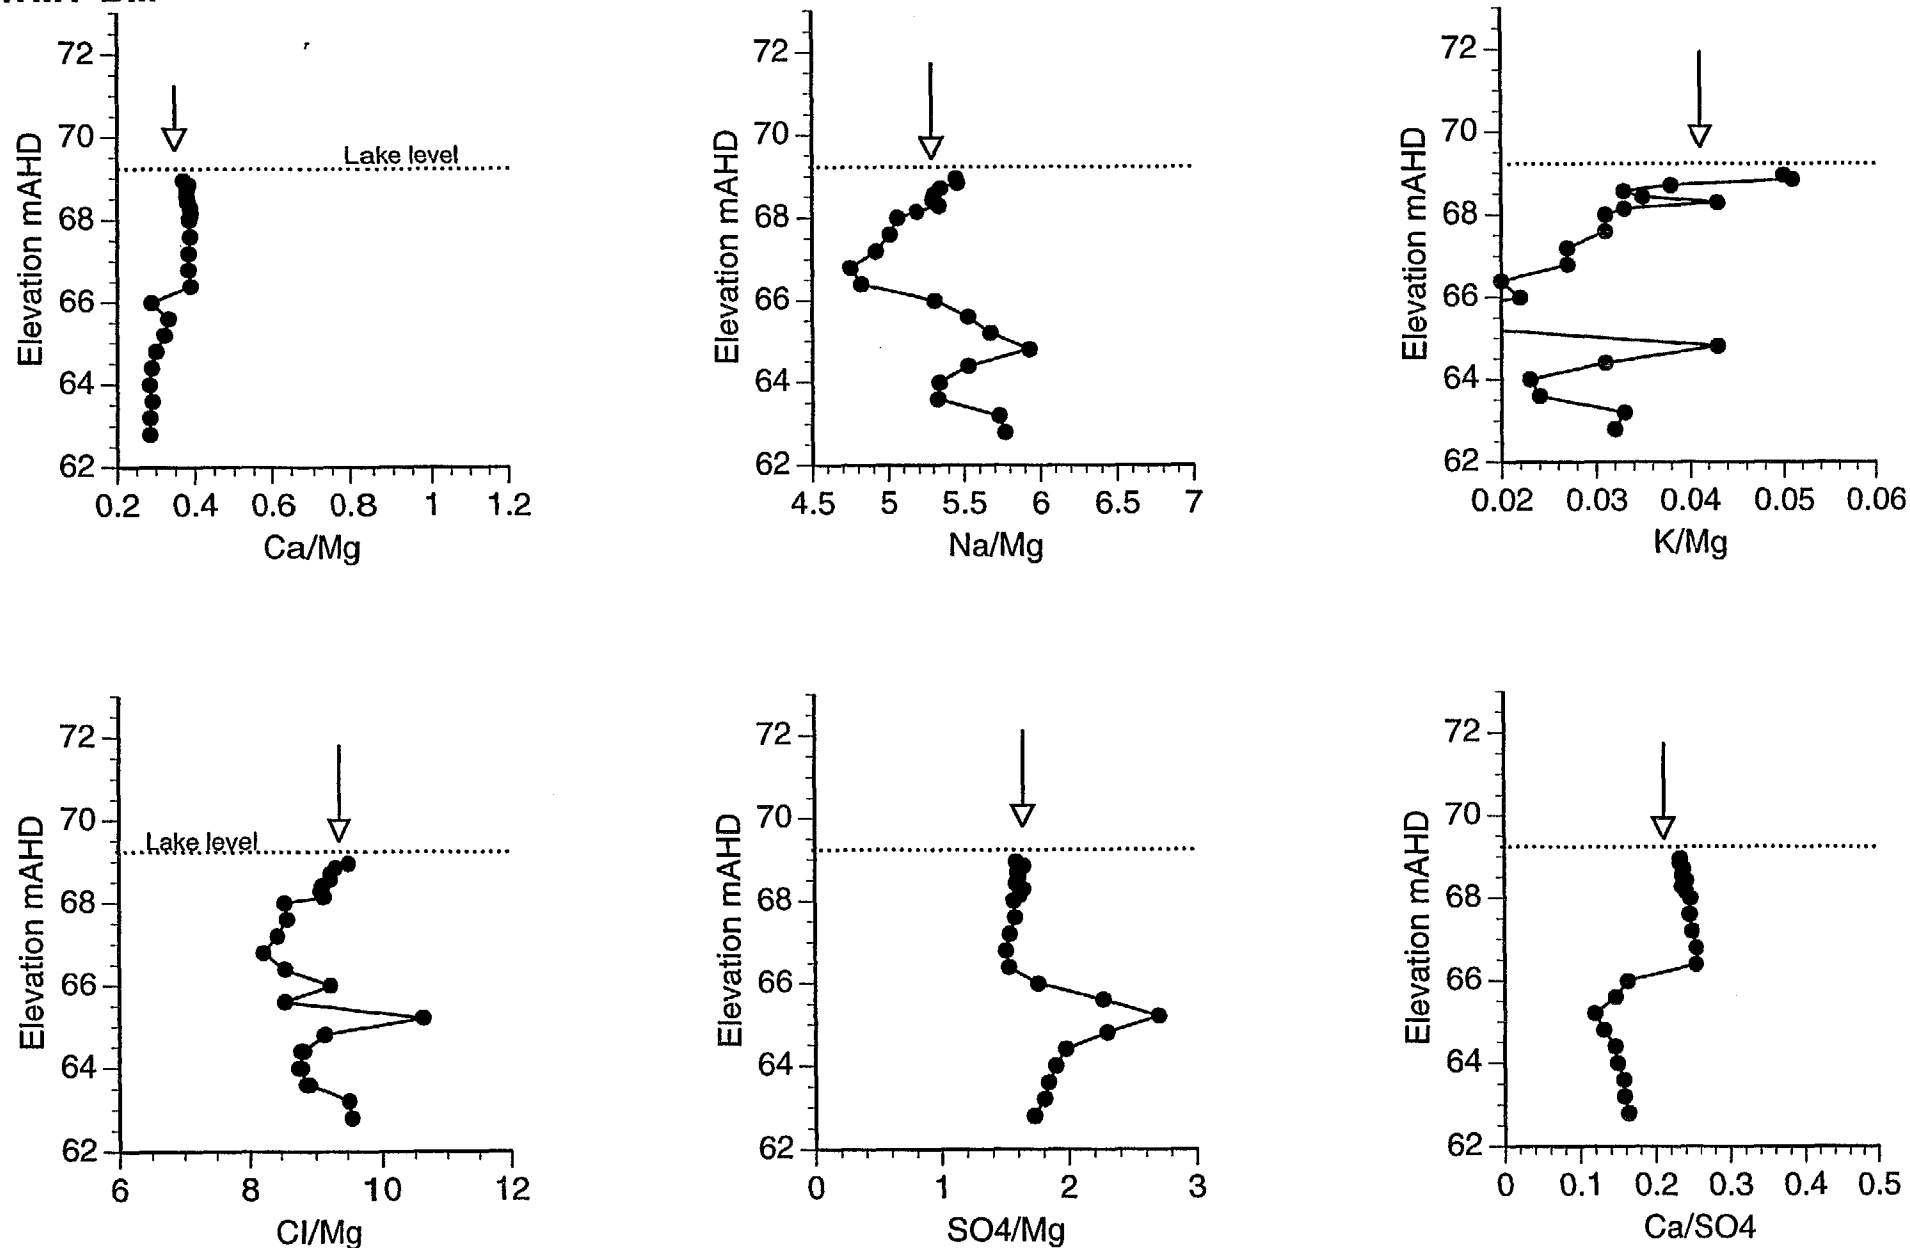 72
70
68
66
64
62
Elevation mAHD
Lake level
0.2 0.4 0.6 0.8 1 1.2
Ca/Mg
72
70
68
66
64
62
Elevation mAHD
4.5 5 5.5 6 6.5 7
Na/Mg
72
70
68
66
64
62
Elevation mAHD
0.02 0.03 0.04 0.05 0.06
K/Mg
72
70
68
66
64
62
Elevation mAHD
Lake level
6 8 10 12
Cl/Mg
72
70
68
66
64
62
Elevation mAHD
0 1 2 3
SO4/Mg
72
70
68
66
64
62
Elevation mAHD
0 0.1 0.2 0.3 0.4 0.5
Ca/SO4